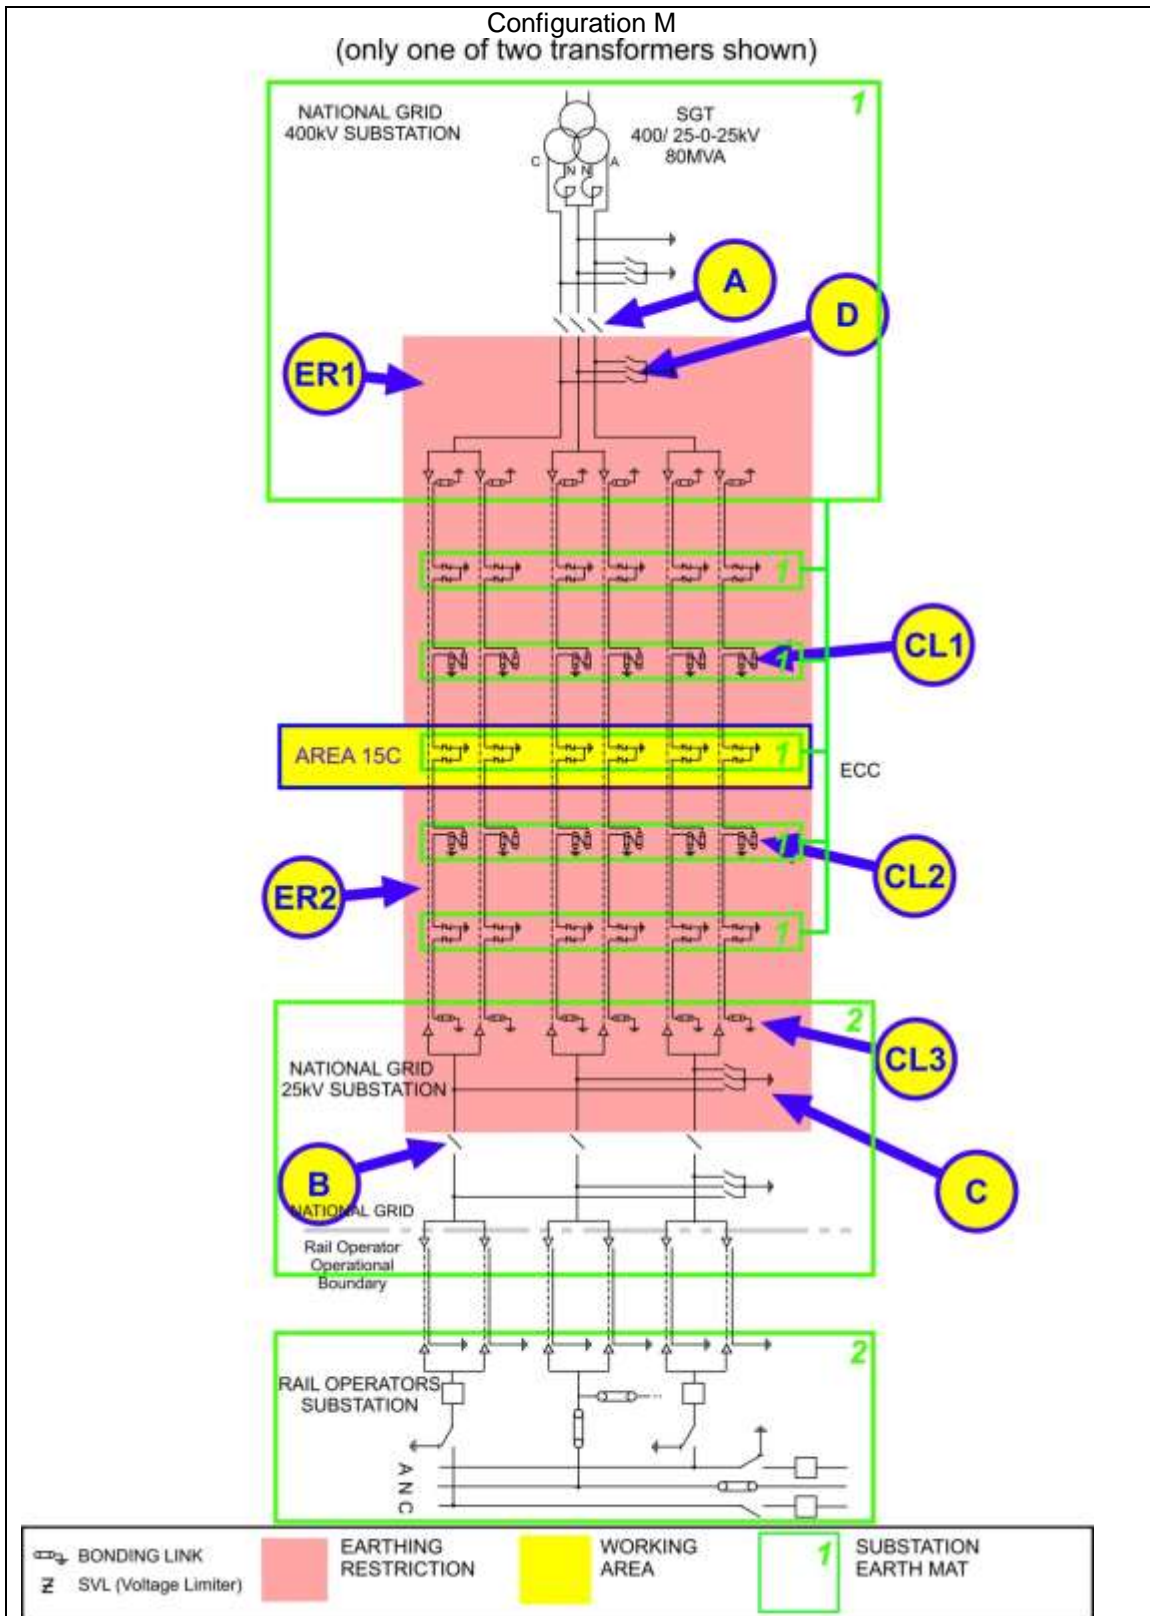 Configuration M
(only one of two transformers shown)
1
NATIONAL GRID
400kV SUBSTATION
SGT
400/ 25-0-25kV
80MVA
C
N N
A
A
D
ER1
1
CL1
1
AREA 15C
1
ECC
1
CL2
ER2
1
2
CL3
NATIONAL GRID
25kV SUBSTATION
B
C
NATIONAL GRID
Rail Operator
Operational
Boundary
2
RAIL OPERATORS
SUBSTATION
A
N
C
BONDING LINK
SVL (Voltage Limiter)
EARTHING
RESTRICTION
WORKING
AREA
1
SUBSTATION
EARTH MAT